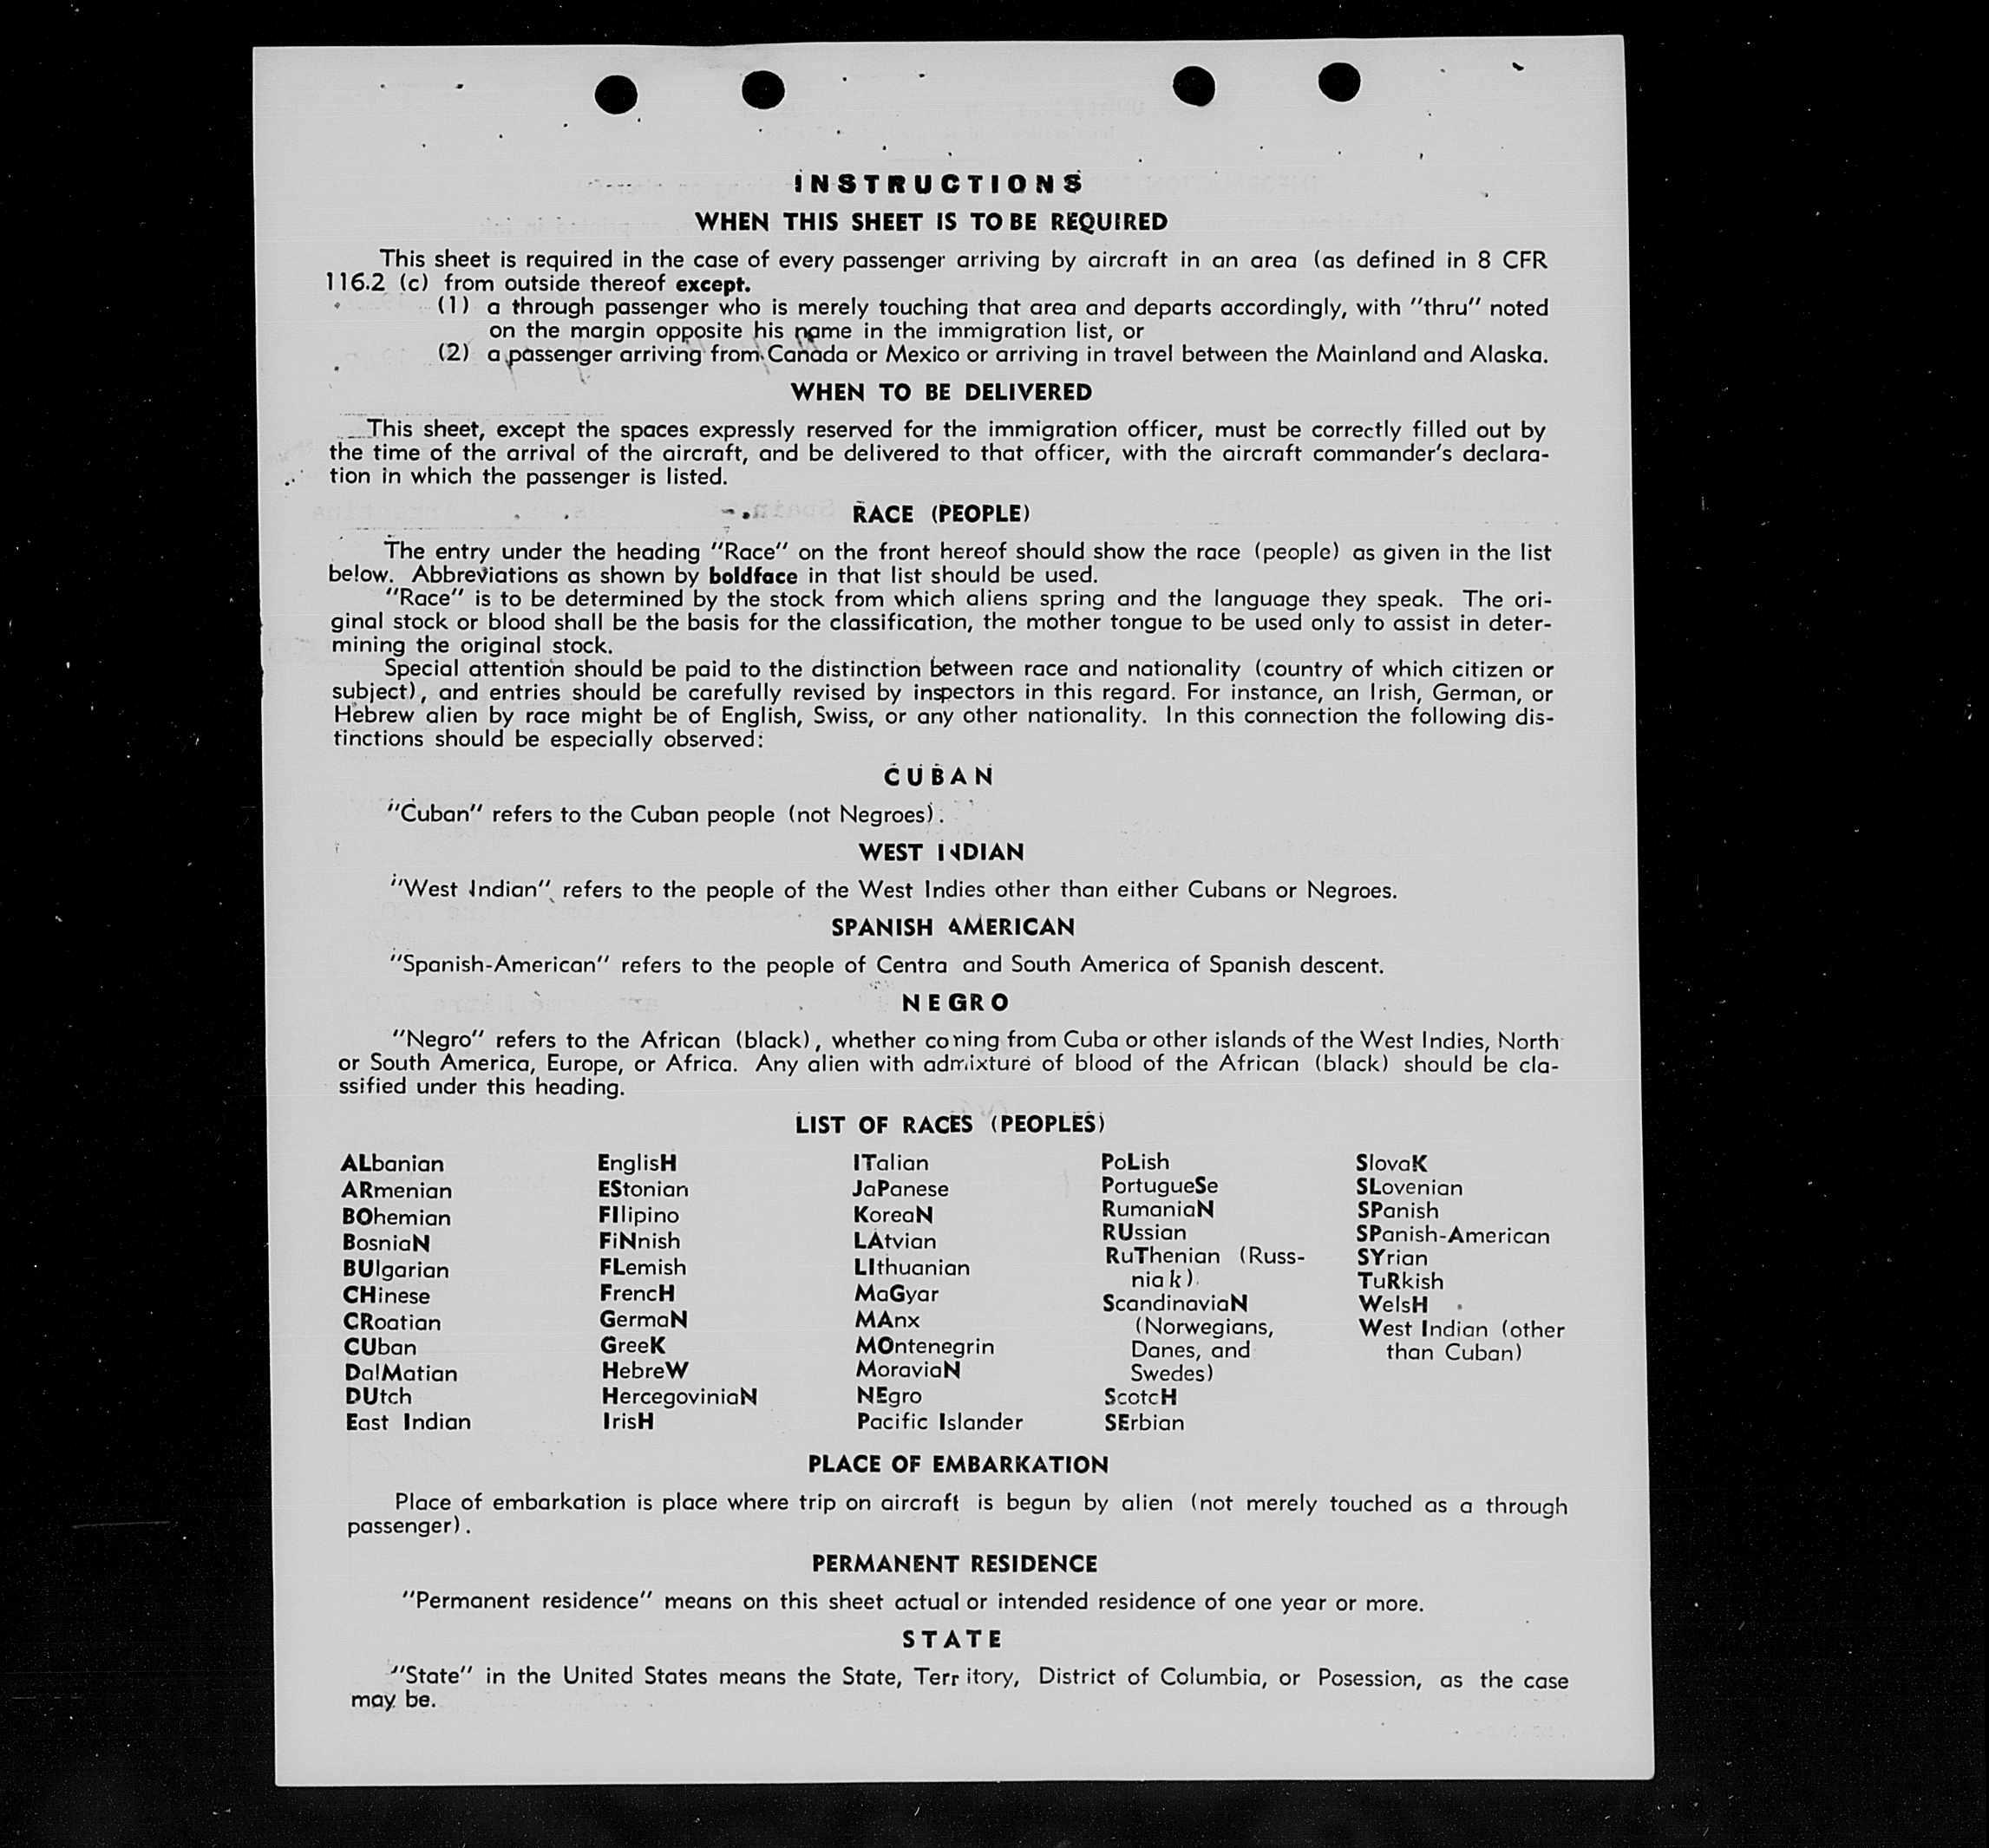 INSTRUCTIONS
WHEN THIS SHEET IS TO BE REQUIRED
This sheet is required in the case of every passenger arriving by aircraft in an area (as defined in 8 CFR
116.2 (c) from outside thereof except.
(1) a through passenger who is merely touching that area and departs accordingly, with "thru" noted
on the margin opposite his name in the immigration list, or
(2) a passenger arriving from Canada or Mexico or arriving in travel between the Mainland and Alaska.
WHEN TO BE DELIVERED
This sheet, except the spaces expressly reserved for the immigration officer, must be correctly filled out by
the time of the arrival of the aircraft, and be delivered to that officer, with the aircraft commander's declara-
tion in which the passenger is listed.
RACE (PEOPLE)
The entry under the heading "Race" on the front hereof should show the race (people) as given in the list
below. Abbreviations as shown by boldface in that list should be used.
"Race" is to be determined by the stock from which aliens spring and the language they speak. The ori-
ginal stock or blood shall be the basis for the classification, the mother tongue to be used only to assist in deter-
mining the original stock.
Special attention should be paid to the distinction between race and nationality (country of which citizen or
subject), and entries should be carefully revised by inspectors in this regard. For instance, an Irish, German, or
Hebrew alien by race might be of English, Swiss, or any other nationality. In this connection the following dis-
tinctions should be especially observed:
CUBAN
"Cuban" refers to the Cuban people (not Negroes).
WEST INDIAN
"West Indian" refers to the people of the West Indies other than either Cubans or Negroes.
SPANISH AMERICAN
"Spanish-American" refers to the people of Centra and South America of Spanish descent.
NEGRO
"Negro" refers to the African (black), whether coning from Cuba or other islands of the West Indies, North
or South America, Europe, or Africa. Any alien with admixture of blood of the African (black) should be cla-
ssified under this heading.
LIST OF RACES (PEOPLES)
ALbanian
ARmenian
BOhemian
BosniaN
BUlgarian
CHinese
CRoatian
CUban
DalMatian
DUtch
East Indian
EnglisH
EStonian
FIlipino
FiNnish
FLemish
FrencH
GermaN
GreeK
HebreW
HercegoviniaN
IrisH
ITalian
JaPanese
KoreaN
LAtvian
LIthuanian
MaGyar
MAnx
MOntenegrin
MoraviaN
NEgro
Pacific Islander
PoLish
PortugueSe
RumaniaN
RUssian
RuThenian (Russ-
niak).
ScandinaviaN
(Norwegians,
Danes, and
Swedes)
ScotcH
SErbian
SlovaK
SLovenian
SPanish
SPanish-American
SYrian
TuRkish
WelsH
West Indian (other
than Cuban)
PLACE OF EMBARKATION
Place of embarkation is place where trip on aircraft is begun by alien (not merely touched as a through
passenger).
PERMANENT RESIDENCE
"Permanent residence" means on this sheet actual or intended residence of one year or more.
STATE
"State" in the United States means the State, Territory, District of Columbia, or Posession, as the case
may be.